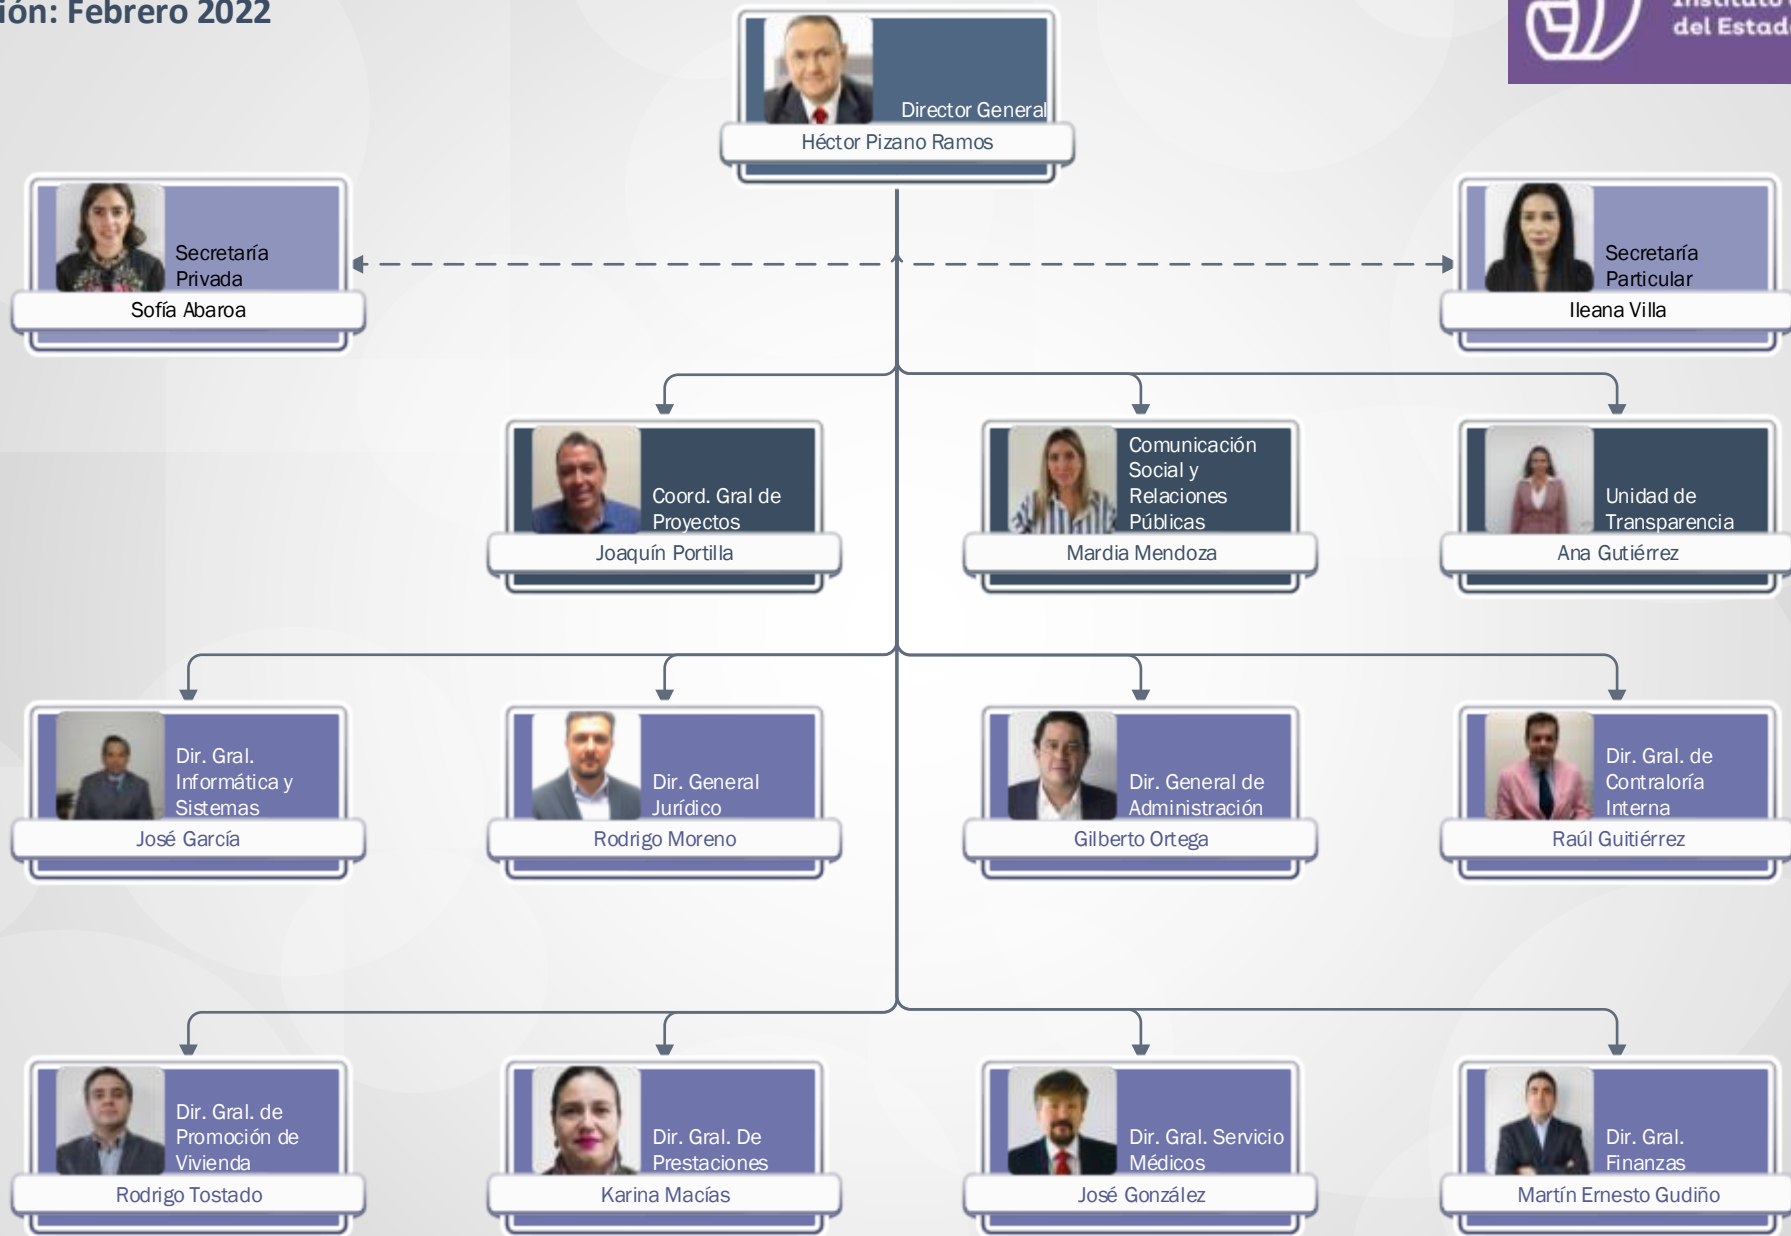 ión: Febrero 2022
del Estad
Director General
Héctor Pizano Ramos
Secretaría
Privada
Sofía Abaroa
Secretaría
Particular
Ileana Villa
Coord. Gral de
Proyectos
Joaquín Portilla
Comunicación
Social y
Relaciones
Públicas
Mardia Mendoza
Unidad de
Transparencia
Ana Gutiérrez
Dir. Gral.
Informática y
Sistemas
José García
Dir. General
Jurídico
Rodrigo Moreno
Dir. General de
Administración
Gilberto Ortega
Dir. Gral. de
Contraloría
Interna
Raúl Guitiérrez
Dir. Gral. de
Promoción de
Vivienda
Rodrigo Tostado
Dir. Gral. De
Prestaciones
Karina Macías
Dir. Gral. Servicio
Médicos
José González
Dir. Gral.
Finanzas
Martín Ernesto Gudiño